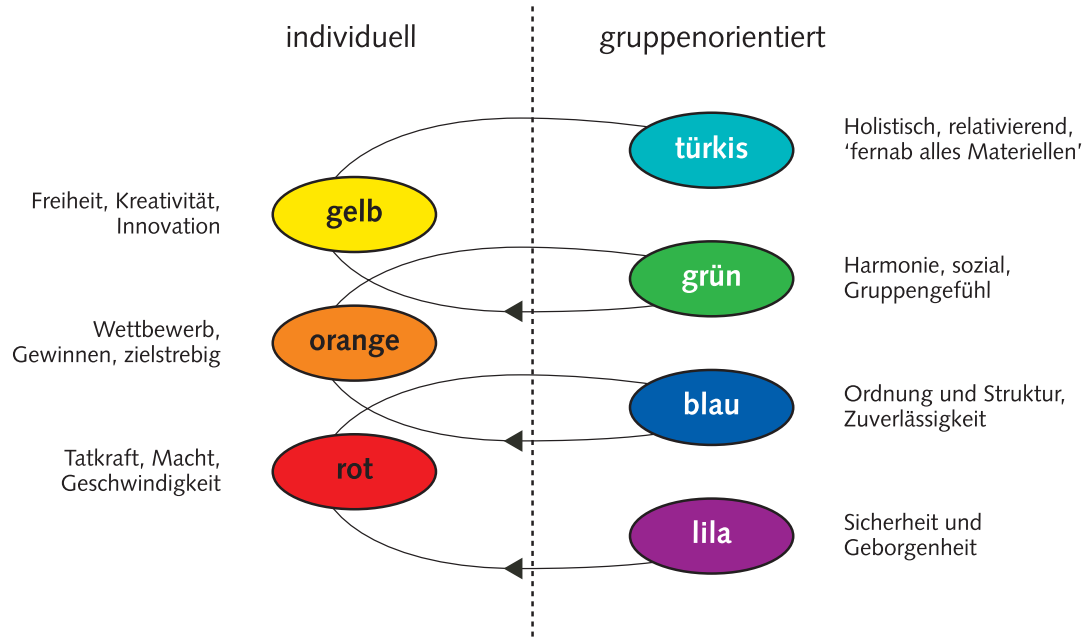 individuell
gruppenorientiert
türkis
Holistisch, relativierend,
‘fernab alles Materiellen’
Freiheit, Kreativität,
Innovation
gelb
grün
Harmonie, sozial,
Gruppengefühl
Wettbewerb,
Gewinnen, zielstrebig
orange
blau
Ordnung und Struktur,
Zuverlässigkeit
Tatkraft, Macht,
Geschwindigkeit
rot
lila
Sicherheit und
Geborgenheit